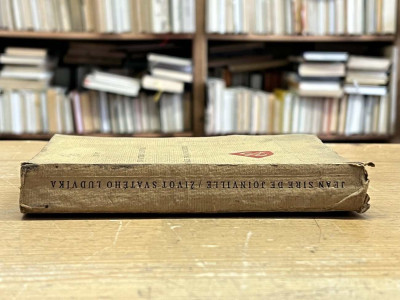 JEAN SIRE DE JOINVILLE / ŽIVOT SVATÉHO LUDVÍKA